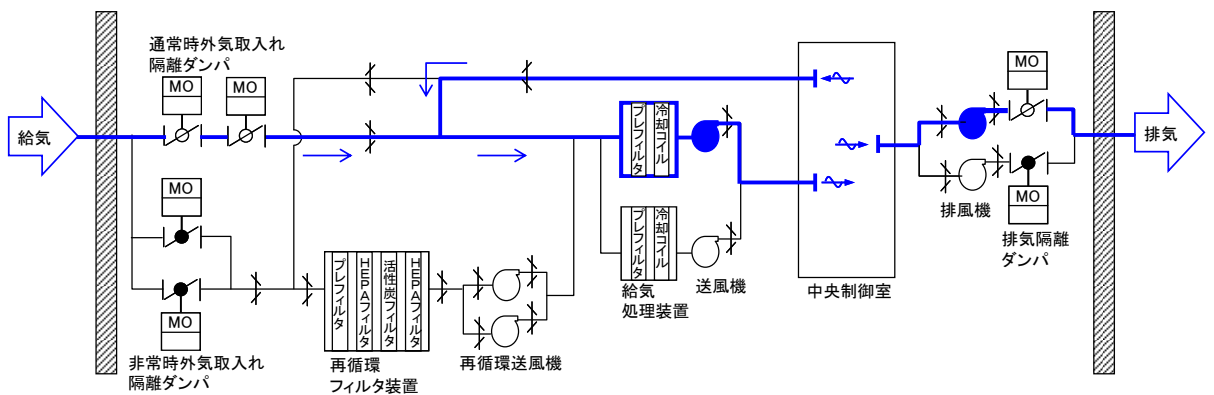 通常時外気取入れ
隔離ダンパ
MO
MO
給気
MO
MO
非常時外気取入れ
隔離ダンパ
プレフィルタ
HEPAフィルタ
活性炭フィルタ
HEPAフィルタ
再循環
フィルタ装置
再循環送風機
プレフィルタ
冷却コイル
プレフィルタ
冷却コイル
給気
処理装置
送風機
中央制御室
MO
排風機
MO
排気隔離
ダンパ
排気